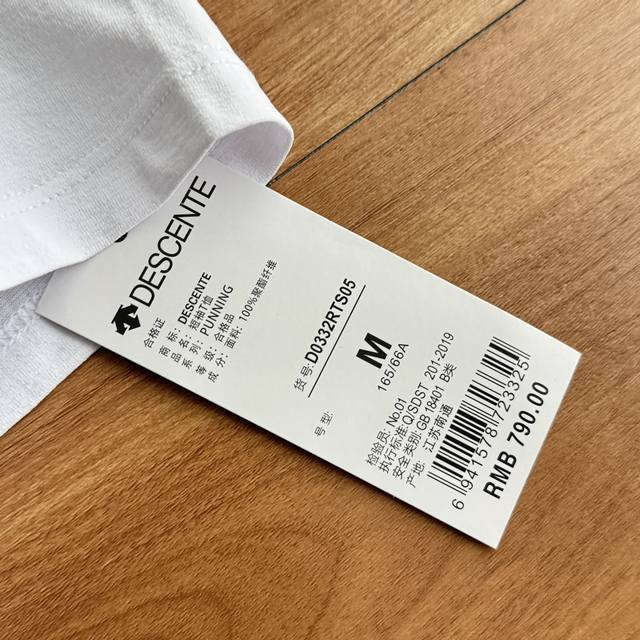 DESCENTE
合格证
商 标: DESCENTE
品 名: 短袖T恤
系 列: PUNNING
等 级: 合格品
成 分: 面料: 100%聚酯纤维
货 号: D0332RTS05
号 型: M
165/66A
检验员: No.01
执行标准: Q/SDST 201-2019
安全类别: GB 18401 B类
产地: 江苏南通
6 941578 723325
RMB 790.00